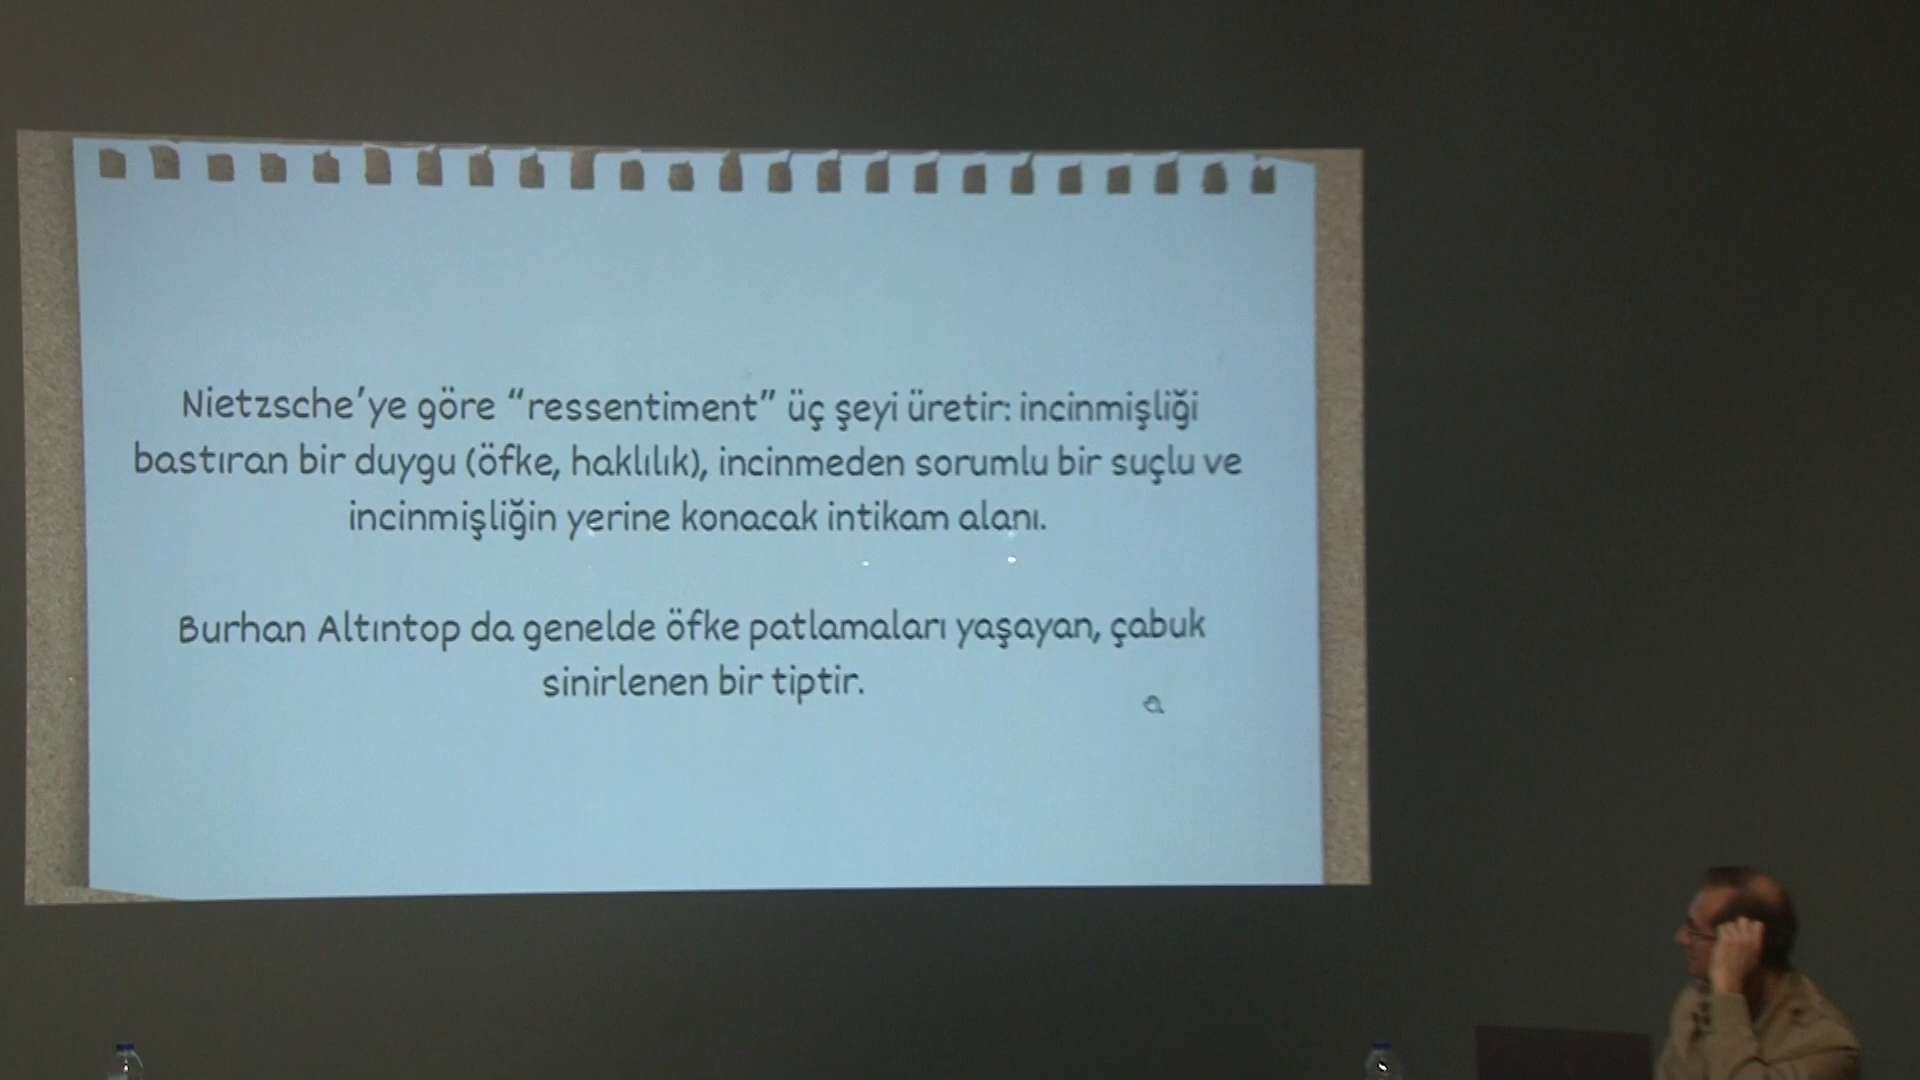 Nietzsche'ye göre “ressentiment” üç şeyi üretir: incinmişliği
bastıran bir duygu (öfke, haklılık), incinmeden sorumlu bir suçlu ve
incinmişliğin yerine konacak intikam alanı.
Burhan Altıntop da genelde öfke patlamaları yaşayan, çabuk
sinirlenen bir tiptir.